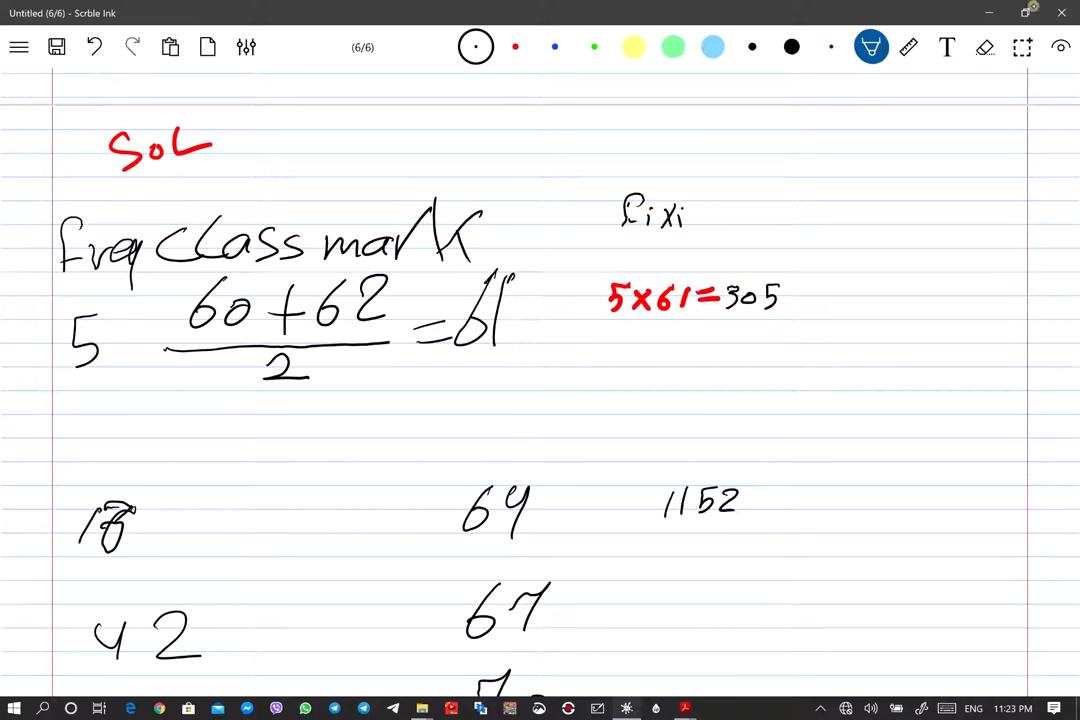 Untitled (6/6) - Scrble Ink
(6/6)
SoL
freq class mark fixi
5 60+62/2 =61 5×61=305
18 64 1152
42 67
ENG 11:23 PM